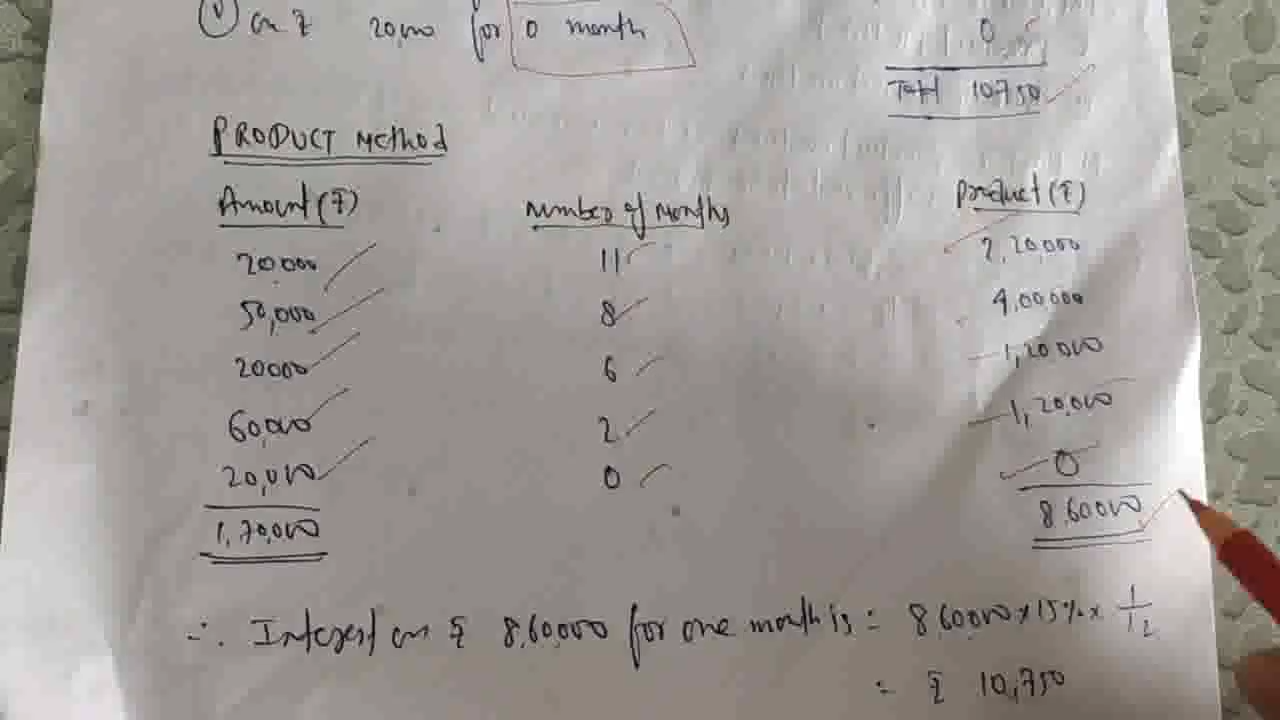 (v) on ₹ 20,000 for 0 month
0
Total 10,750
PRODUCT Method
Amount (₹) Number of Months Product (₹)
20,000 11 2,20,000
50,000 8 4,00,000
20000 6 1,20,000
60,000 2 1,20,000
20,000 0 0
1,70,000 8,60000
∴ Interest on ₹ 8,60,000 for one month is = 8,60,000 x 15% x 1/12
= ₹ 10,750